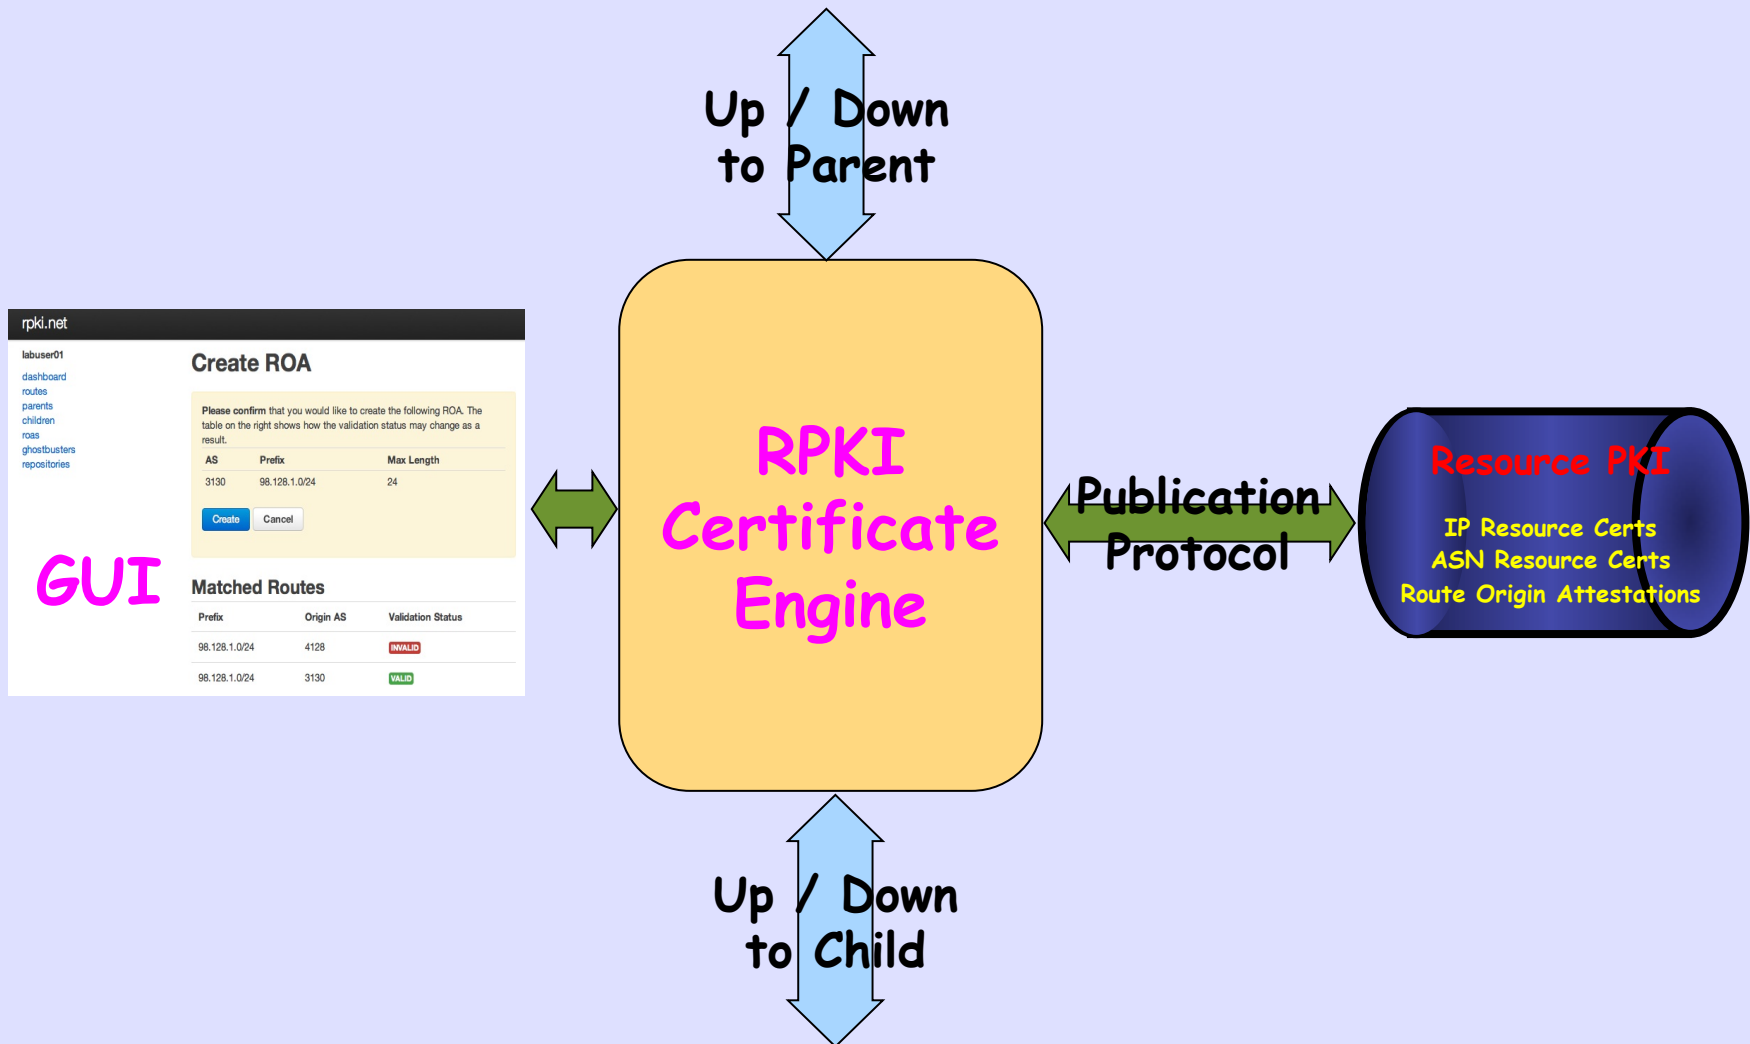 Up / Down
to Parent
rpki.net
labuser01
dashboard
routes
parents
children
roas
ghostbusters
repositories
Create ROA
Please confirm that you would like to create the following ROA. The
table on the right shows how the validation status may change as a
result.
AS Prefix Max Length
3130 98.128.1.0/24 24
Create Cancel
Matched Routes
Prefix Origin AS Validation Status
98.128.1.0/24 4128 INVALID
98.128.1.0/24 3130 VALID
GUI
RPKI
Certificate
Engine
Publication
Protocol
Resource PKI
IP Resource Certs
ASN Resource Certs
Route Origin Attestations
Up / Down
to Child